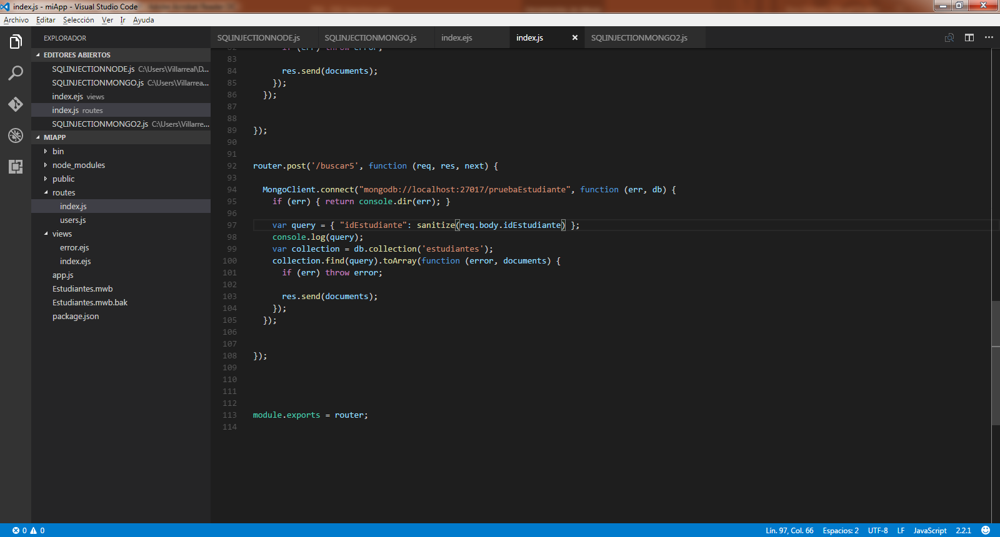 index.js - miApp - Visual Studio Code
Archivo Editar Selección Ver Ir Ayuda
EXPLORADOR
EDITORES ABIERTOS
SQLINJECTIONNODE.js C:\Users\Villarreal\D...
SQLINJECTIONMONGO.js C:\Users\Villarrea...
index.ejs views
index.js routes
SQLINJECTIONMONGO2.js C:\Users\Villarre...
MIAPP
bin
node_modules
public
routes
index.js
users.js
views
error.ejs
index.ejs
app.js
Estudiantes.mwb
Estudiantes.mwb.bak
package.json
SQLINJECTIONNODE.js SQLINJECTIONMONGO.js index.ejs index.js SQLINJECTIONMONGO2.js
82 if (err) throw error;
83
84 res.send(documents);
85 });
86 });
87
88
89 });
90
91
92 router.post('/buscar5', function (req, res, next) {
93
94 MongoClient.connect("mongodb://localhost:27017/pruebaEstudiante", function (err, db) {
95 if (err) { return console.dir(err); }
96
97 var query = { "idEstudiante": sanitize(req.body.idEstudiante) };
98 console.log(query);
99 var collection = db.collection('estudiantes');
100 collection.find(query).toArray(function (error, documents) {
101 if (err) throw error;
102
103 res.send(documents);
104 });
105 });
106
107
108 });
109
110
111
112
113 module.exports = router;
114
0 0 Lín. 97, Col. 66 Espacios: 2 UTF-8 LF JavaScript 2.2.1